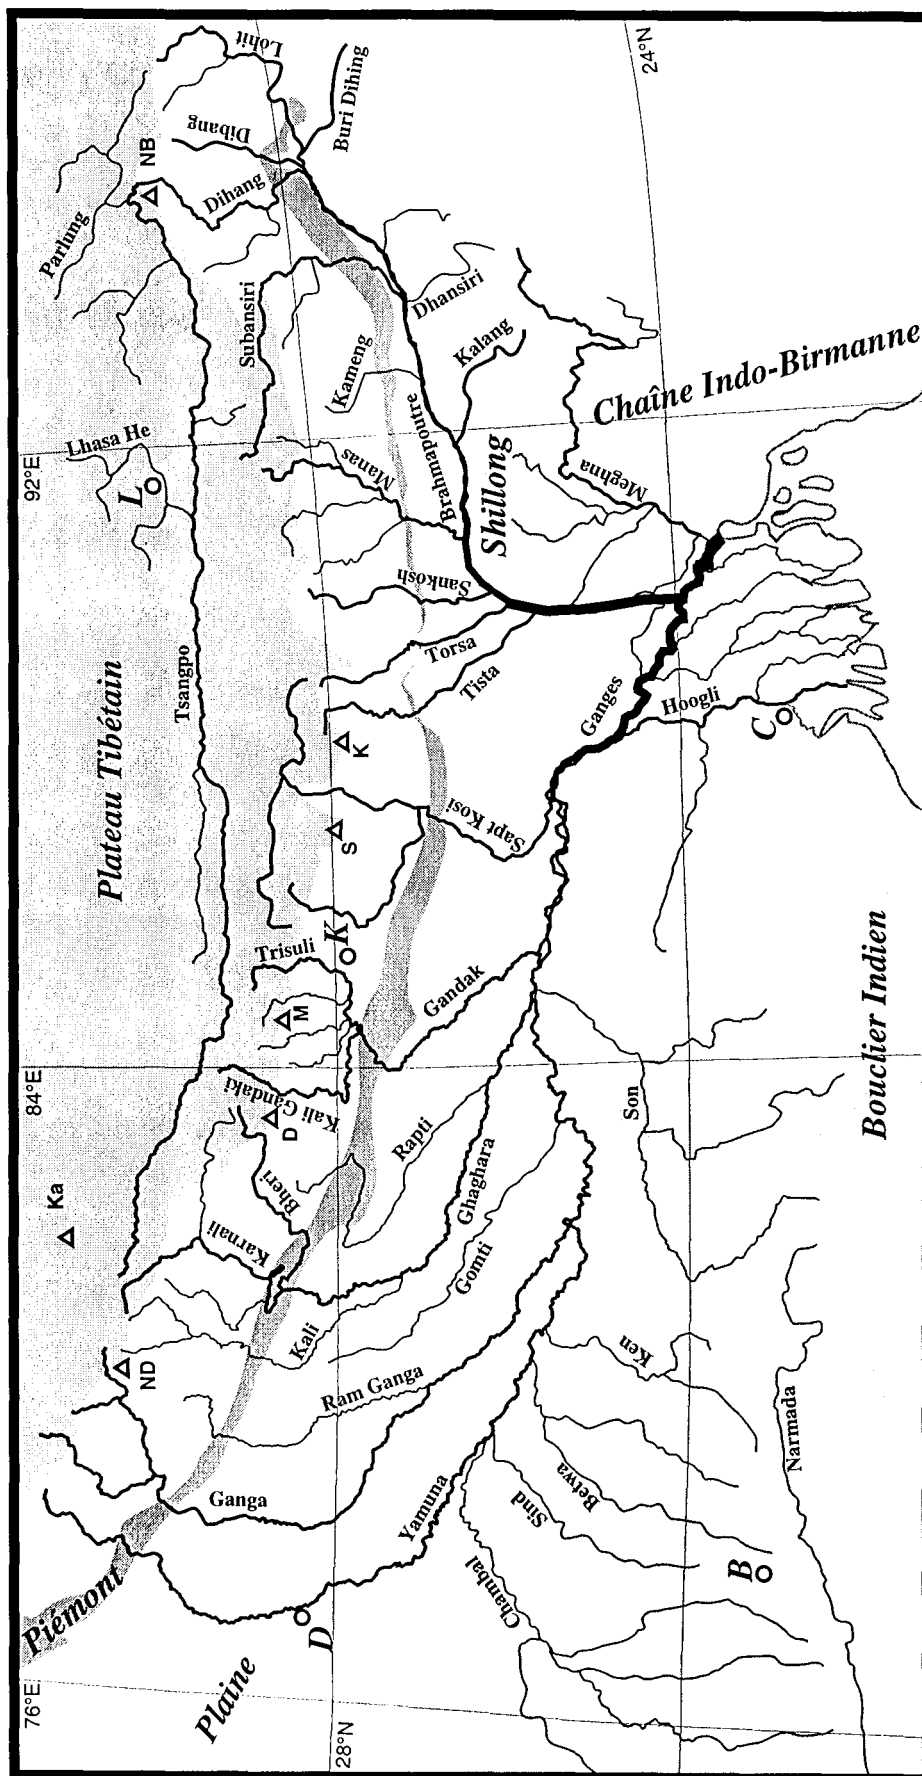 76°E
84°E
92°E
28°N
24°N
Piémont
Plaine
Plateau Tibétain
Bouclier Indien
Chaîne Indo-Birmanne
Shillong
Ka
ND
D
M
S
K
NB
D
B
K
C
L
Yamuna
Ganga
Ram Ganga
Kali
Karnali
Bheri
Kali Gandaki
Trisuli
Rapti
Ghaghara
Gomti
Gandak
Sapt Kosi
Ganges
Hoogli
Tista
Torsa
Sankosh
Manas
Brahmapoutre
Kameng
Subansiri
Tsangpo
Lhasa He
Parlung
Dihang
Dibang
Lohit
Buri Dihing
Dhansiri
Kalang
Meghna
Chambal
Sind
Betwa
Ken
Son
Narmada